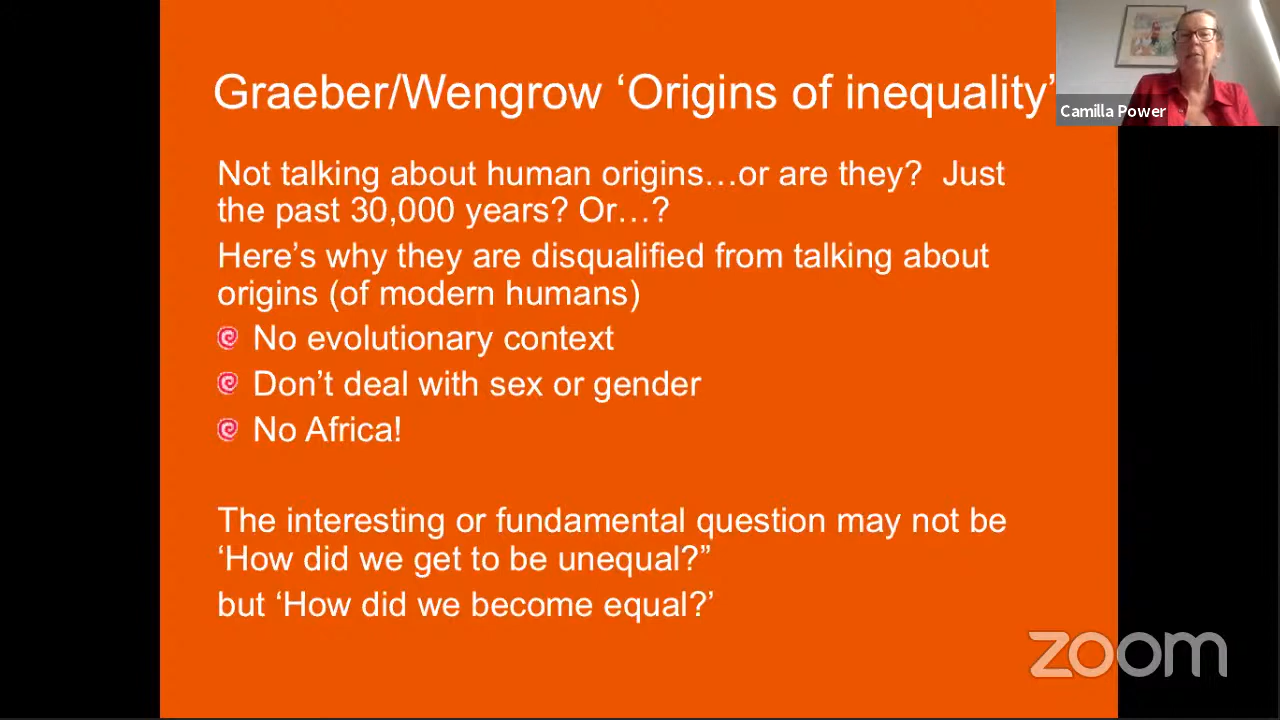 Graeber/Wengrow ‘Origins of inequality’
Camilla Power
Not talking about human origins…or are they?  Just
the past 30,000 years? Or…?
Here’s why they are disqualified from talking about
origins (of modern humans)
No evolutionary context
Don’t deal with sex or gender
No Africa!
The interesting or fundamental question may not be
‘How did we get to be unequal?”
but ‘How did we become equal?’
zoom